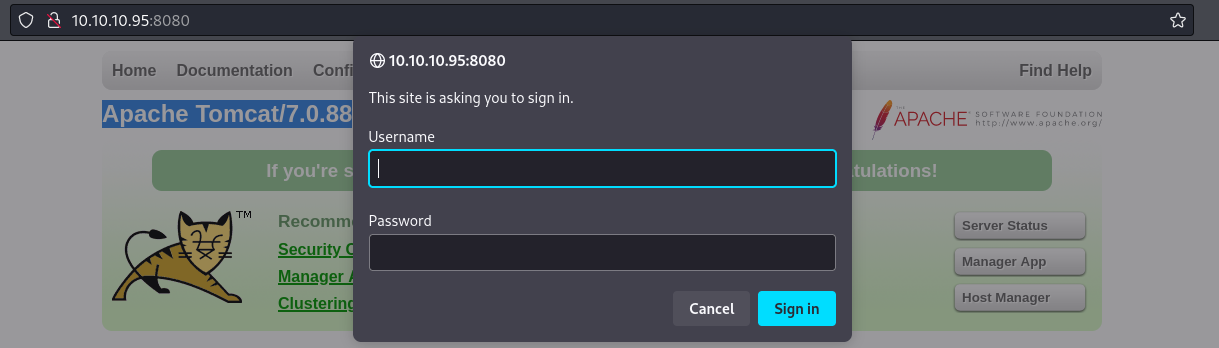 10.10.10.95:8080
Home Documentation Confi
Find Help
Apache Tomcat/7.0.88
THE
APACHE SOFTWARE FOUNDATION
http://www.apache.org/
If you're s
tulations!
TM
Recomme
Security
Manager
Clustering
Server Status
Manager App
Host Manager
10.10.10.95:8080
This site is asking you to sign in.
Username
Password
Cancel Sign in